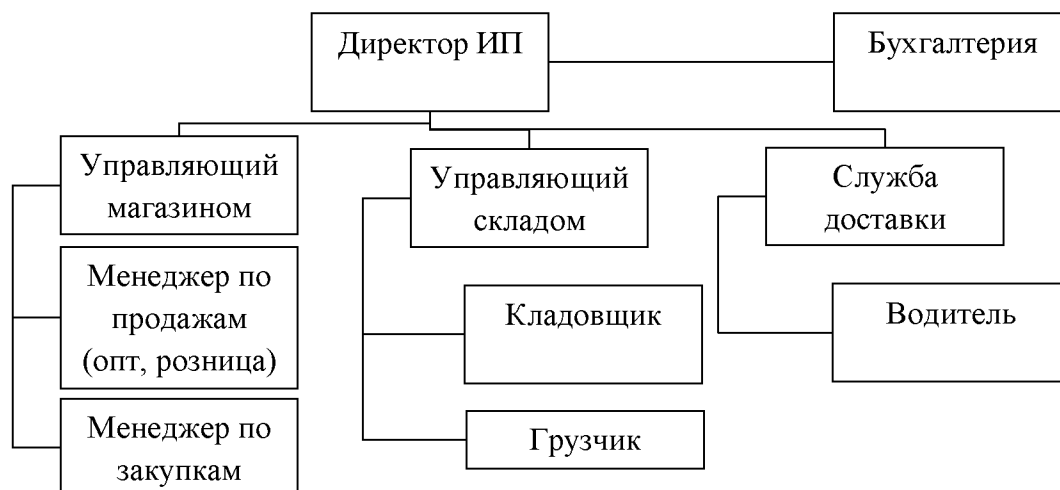 Директор ИП
Бухгалтерия
Управляющий
магазином
Управляющий
складом
Служба
доставки
Менеджер по
продажам
(опт, розница)
Кладовщик
Водитель
Менеджер по
закупкам
Грузчик